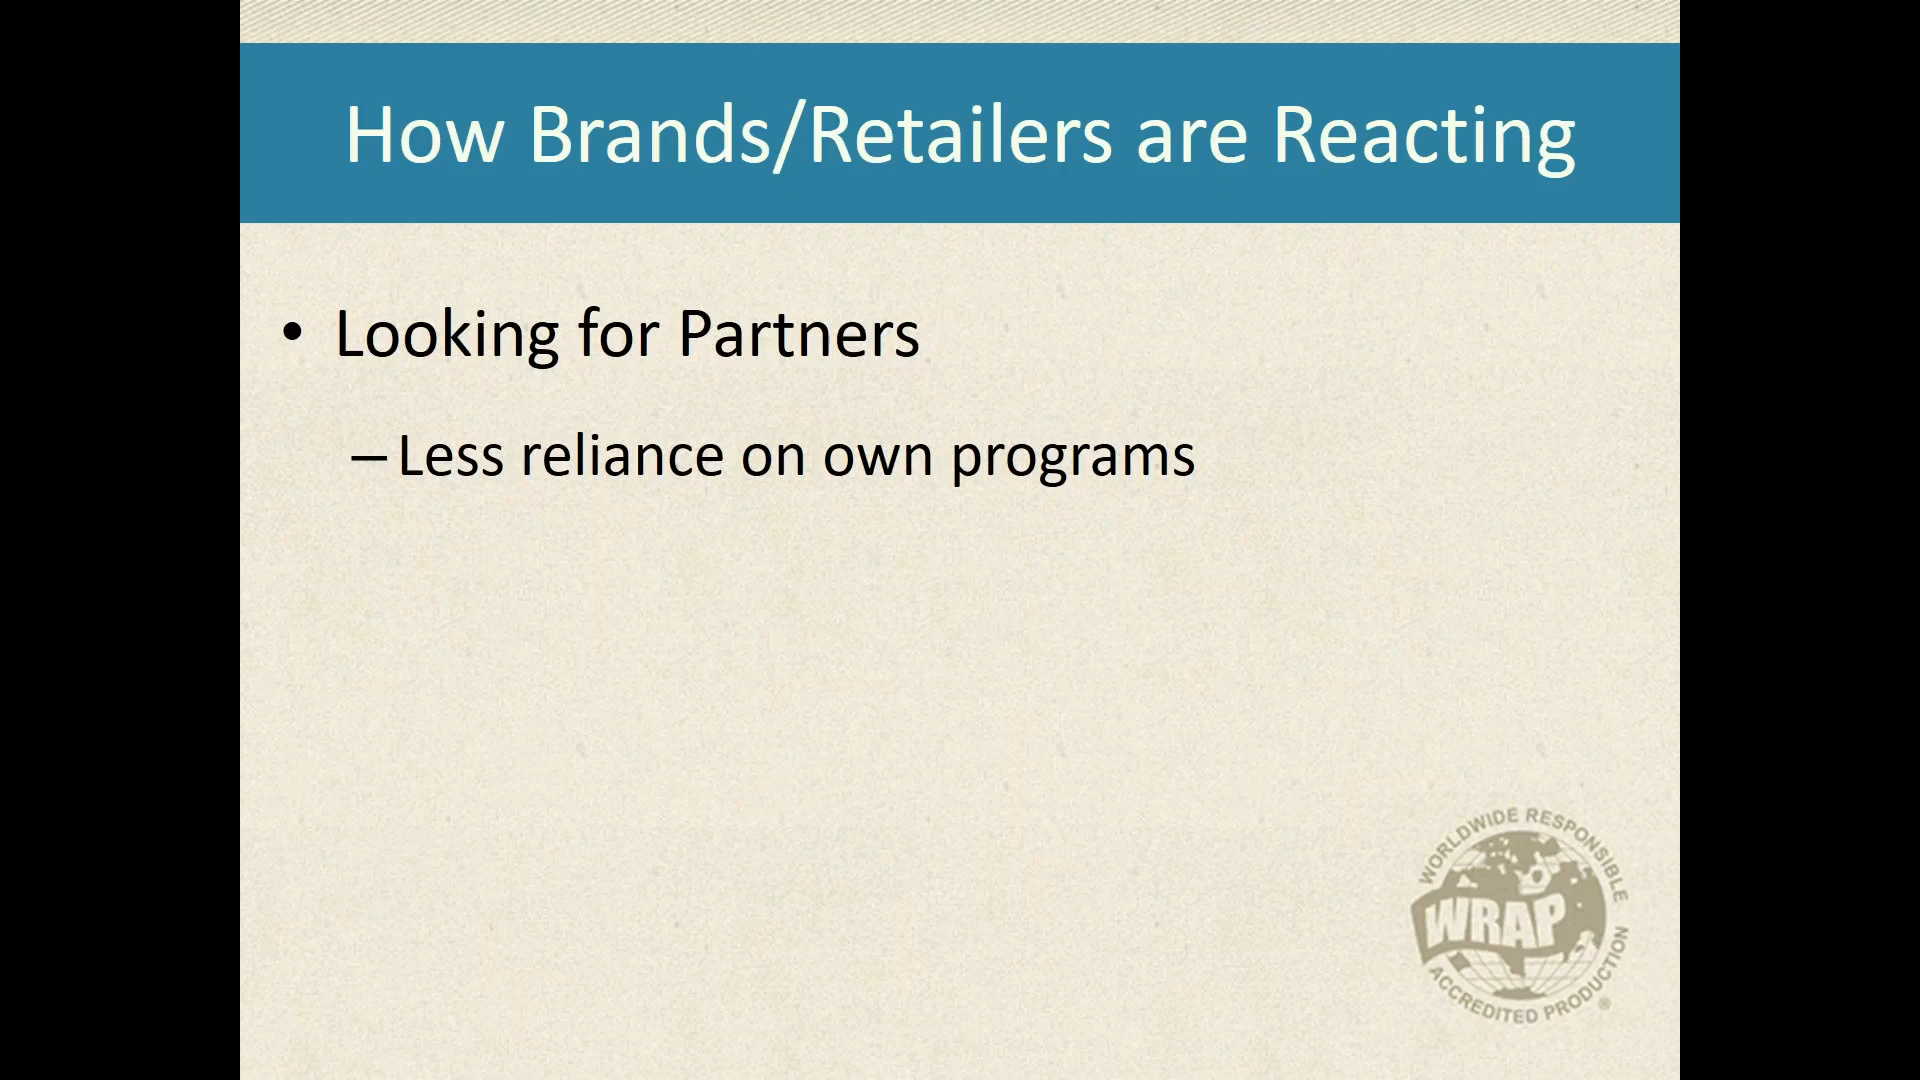 How Brands/Retailers are Reacting
• Looking for Partners
– Less reliance on own programs
WORLDWIDE RESPONSIBLE
WRAP
ACCREDITED PRODUCTION ®